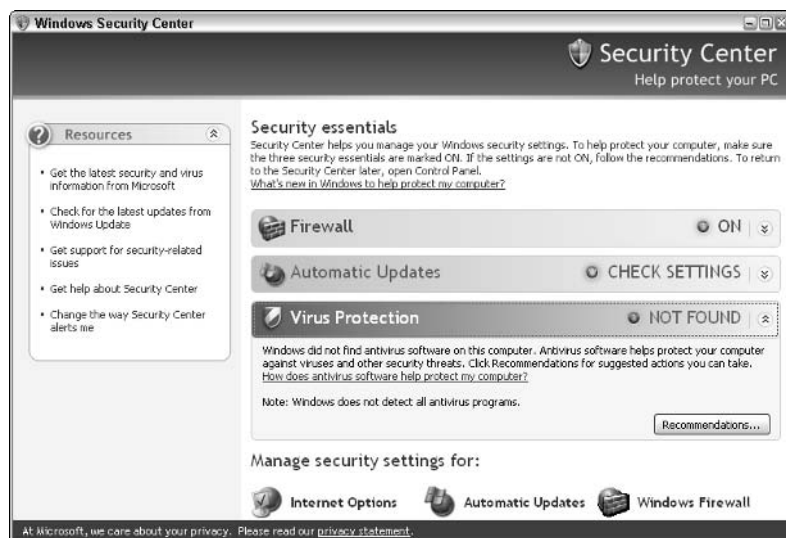 Windows Security Center
Security Center
Help protect your PC
Resources
Get the latest security and virus
information from Microsoft
Check for the latest updates from
Windows Update
Get support for security-related
issues
Get help about Security Center
Change the way Security Center
alerts me
Security essentials
Security Center helps you manage your Windows security settings. To help protect your computer, make sure
the three security essentials are marked ON. If the settings are not ON, follow the recommendations. To return
to the Security Center later, open Control Panel.
What's new in Windows to help protect my computer?
Firewall ON
Automatic Updates CHECK SETTINGS
Virus Protection NOT FOUND
Windows did not find antivirus software on this computer. Antivirus software helps protect your computer
against viruses and other security threats. Click Recommendations for suggested actions you can take.
How does antivirus software help protect my computer?
Note: Windows does not detect all antivirus programs.
Recommendations...
Manage security settings for:
Internet Options Automatic Updates Windows Firewall
At Microsoft, we care about your privacy. Please read our privacy statement.